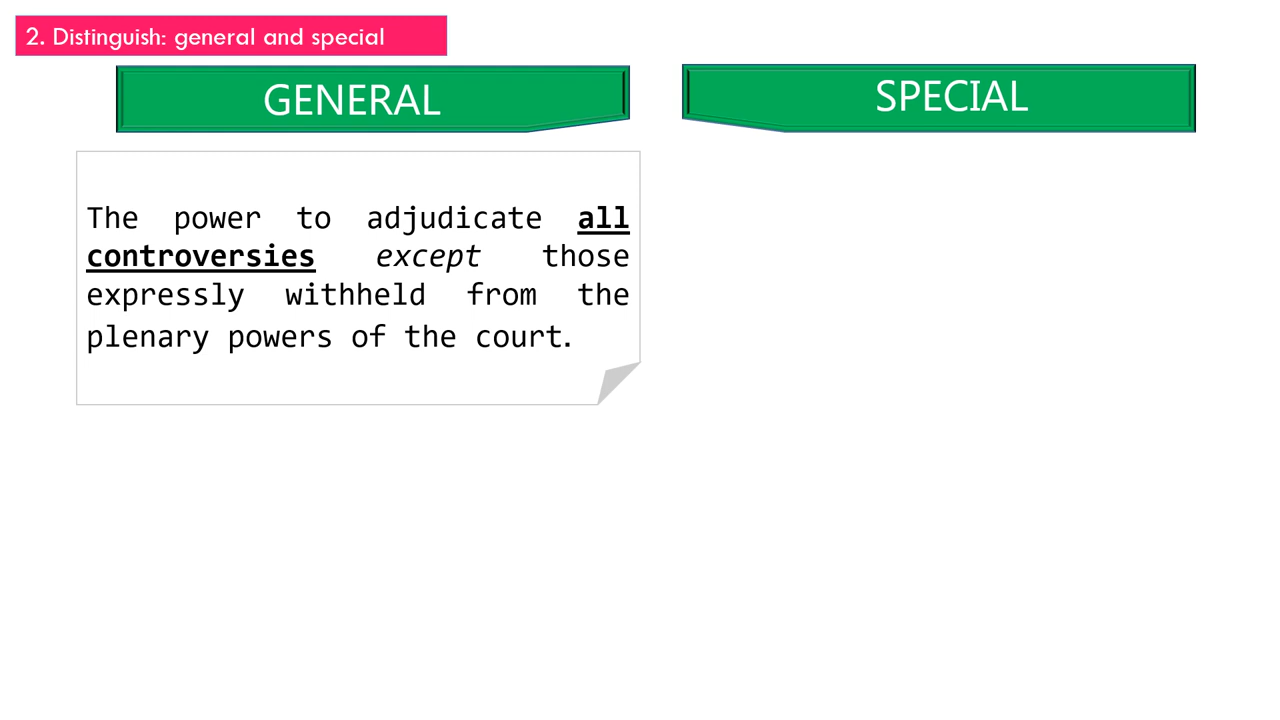 2. Distinguish: general and special
GENERAL
SPECIAL
The power to adjudicate all
controversies except those
expressly withheld from the
plenary powers of the court.